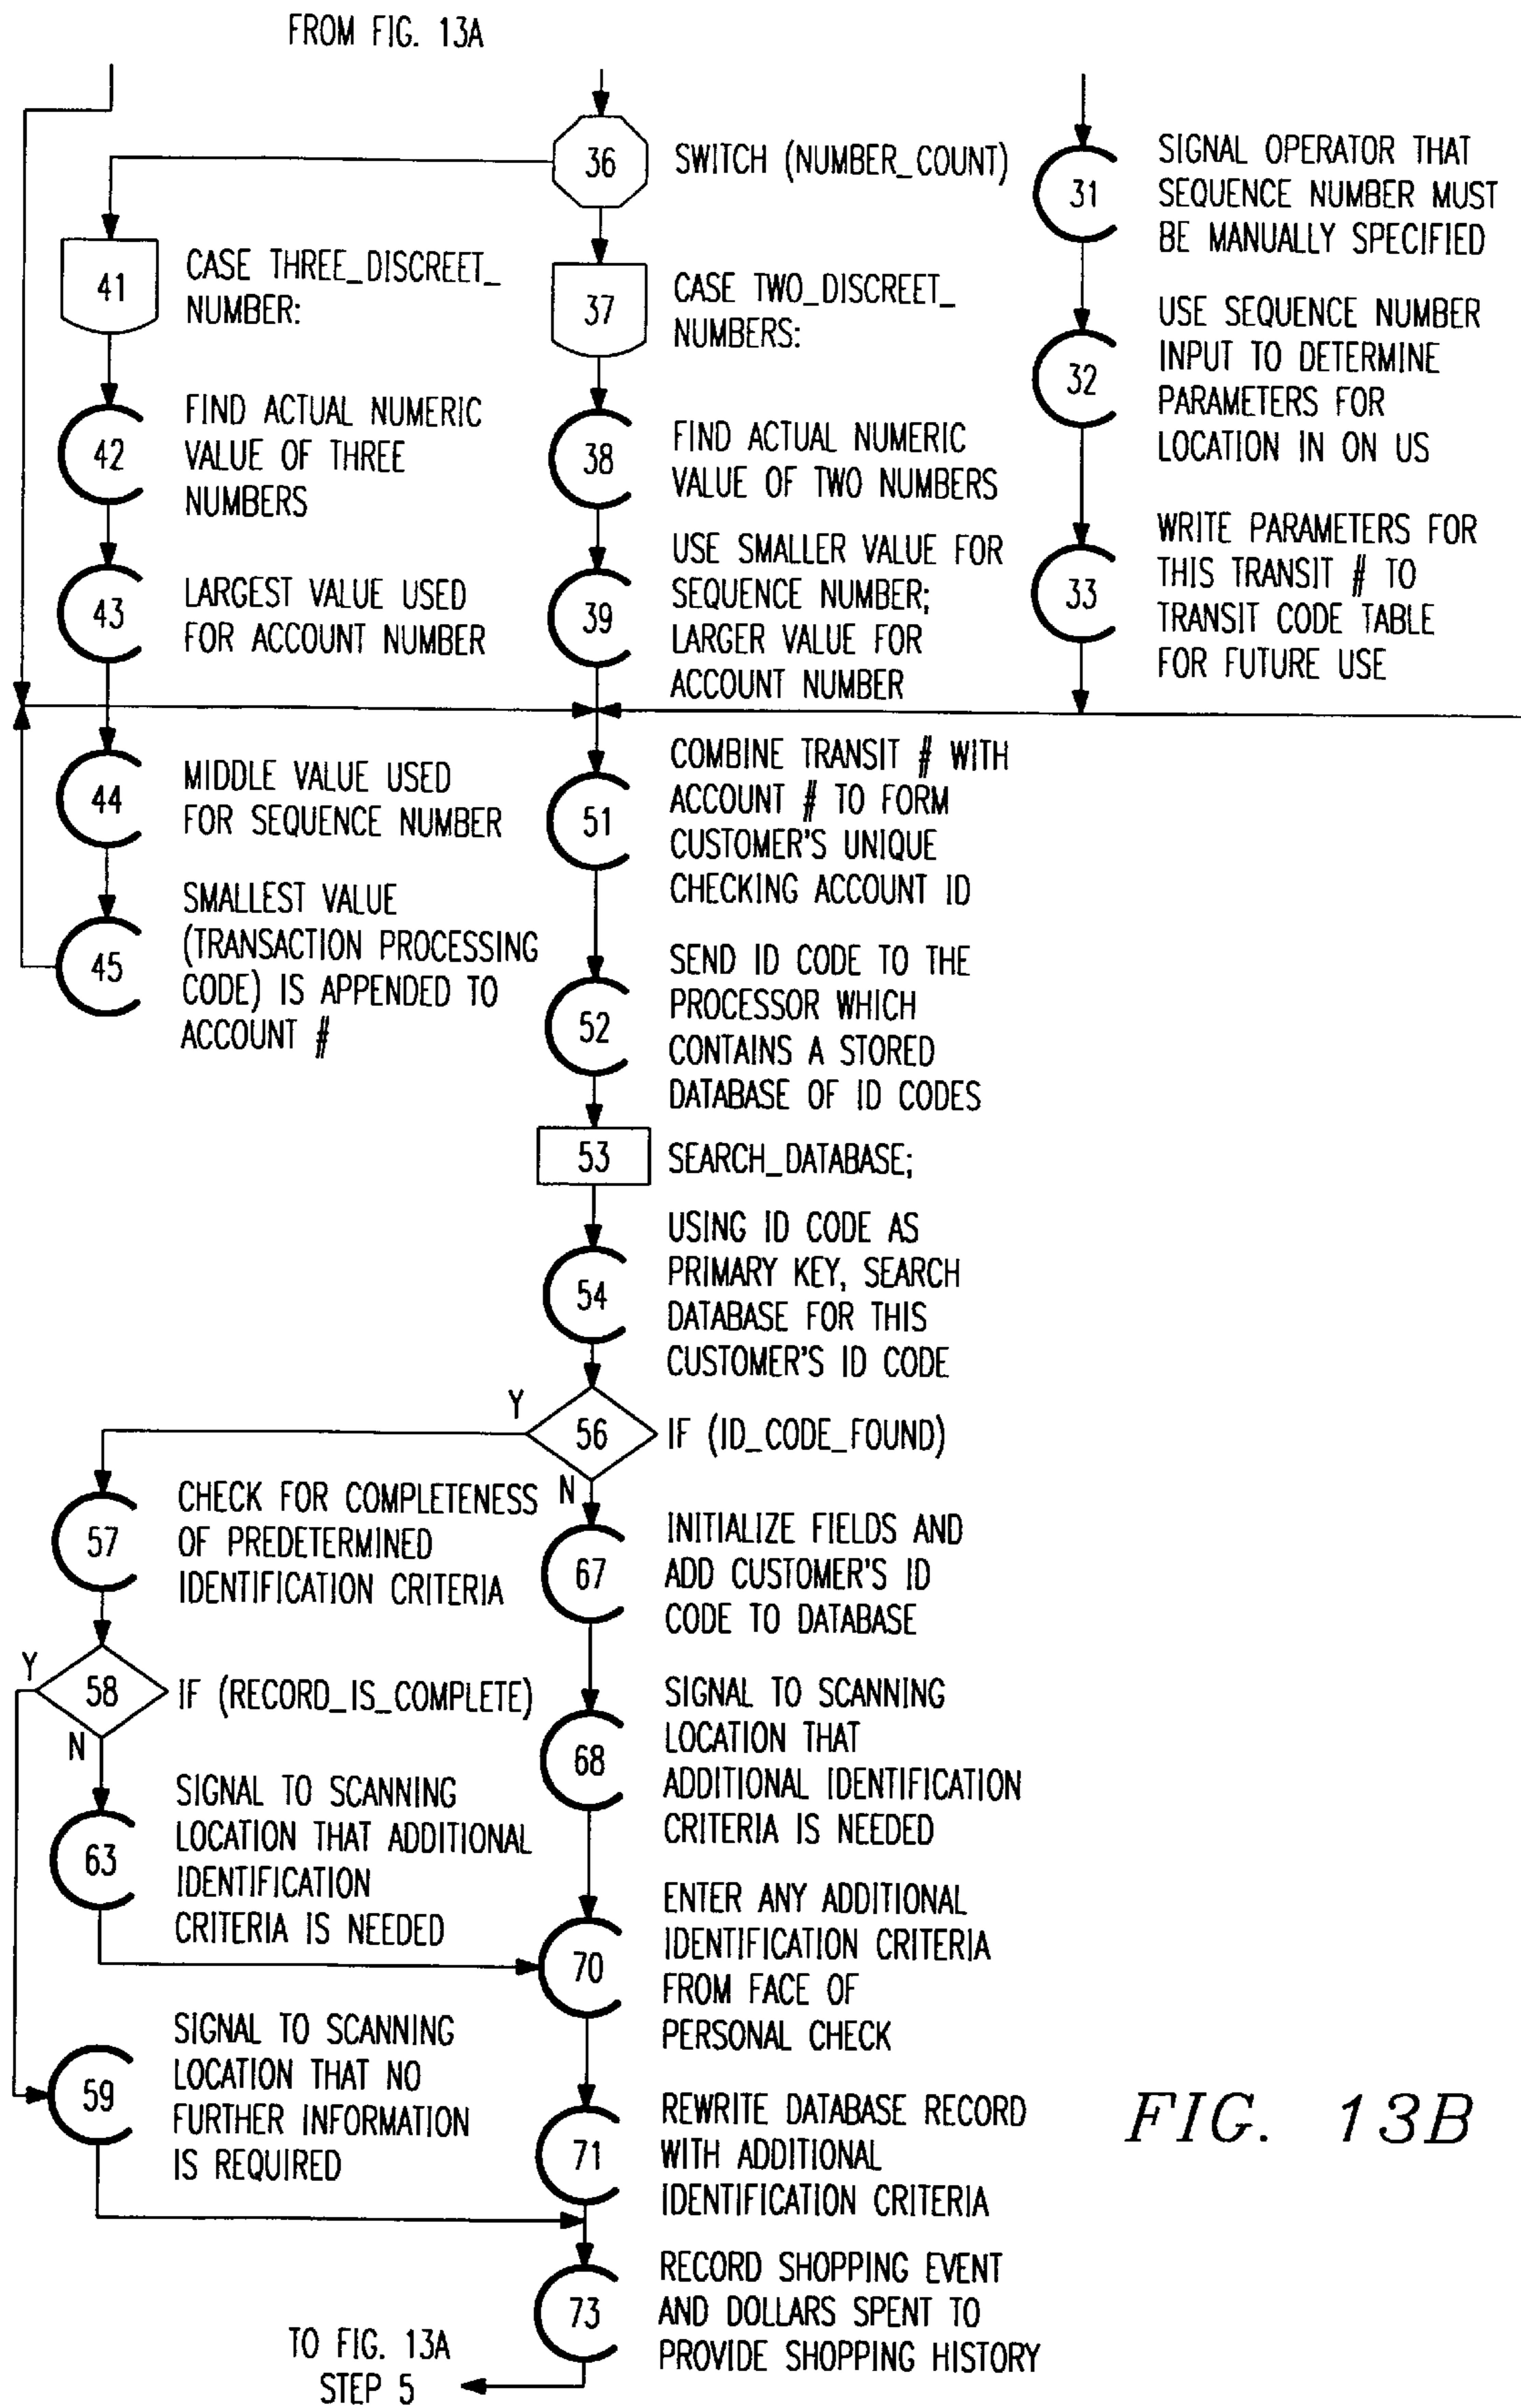 FROM FIG. 13A
36
SWITCH (NUMBER_COUNT)
31
SIGNAL OPERATOR THAT
SEQUENCE NUMBER MUST
BE MANUALLY SPECIFIED
41
CASE THREE_DISCREET_
NUMBER:
37
CASE TWO_DISCREET_
NUMBERS:
32
USE SEQUENCE NUMBER
INPUT TO DETERMINE
PARAMETERS FOR
LOCATION IN ON US
42
FIND ACTUAL NUMERIC
VALUE OF THREE
NUMBERS
38
FIND ACTUAL NUMERIC
VALUE OF TWO NUMBERS
33
WRITE PARAMETERS FOR
THIS TRANSIT # TO
TRANSIT CODE TABLE
FOR FUTURE USE
43
LARGEST VALUE USED
FOR ACCOUNT NUMBER
39
USE SMALLER VALUE FOR
SEQUENCE NUMBER;
LARGER VALUE FOR
ACCOUNT NUMBER
44
MIDDLE VALUE USED
FOR SEQUENCE NUMBER
51
COMBINE TRANSIT # WITH
ACCOUNT # TO FORM
CUSTOMER'S UNIQUE
CHECKING ACCOUNT ID
45
SMALLEST VALUE
(TRANSACTION PROCESSING
CODE) IS APPENDED TO
ACCOUNT #
52
SEND ID CODE TO THE
PROCESSOR WHICH
CONTAINS A STORED
DATABASE OF ID CODES
53
SEARCH_DATABASE;
54
USING ID CODE AS
PRIMARY KEY, SEARCH
DATABASE FOR THIS
CUSTOMER'S ID CODE
Y
56
IF (ID_CODE_FOUND)
N
57
CHECK FOR COMPLETENESS
OF PREDETERMINED
IDENTIFICATION CRITERIA
67
INITIALIZE FIELDS AND
ADD CUSTOMER'S ID
CODE TO DATABASE
Y
58
IF (RECORD_IS_COMPLETE)
N
68
SIGNAL TO SCANNING
LOCATION THAT
ADDITIONAL IDENTIFICATION
CRITERIA IS NEEDED
63
SIGNAL TO SCANNING
LOCATION THAT ADDITIONAL
IDENTIFICATION
CRITERIA IS NEEDED
70
ENTER ANY ADDITIONAL
IDENTIFICATION CRITERIA
FROM FACE OF
PERSONAL CHECK
59
SIGNAL TO SCANNING
LOCATION THAT NO
FURTHER INFORMATION
IS REQUIRED
71
REWRITE DATABASE RECORD
WITH ADDITIONAL
IDENTIFICATION CRITERIA
FIG. 13B
73
RECORD SHOPPING EVENT
AND DOLLARS SPENT TO
PROVIDE SHOPPING HISTORY
TO FIG. 13A
STEP 5